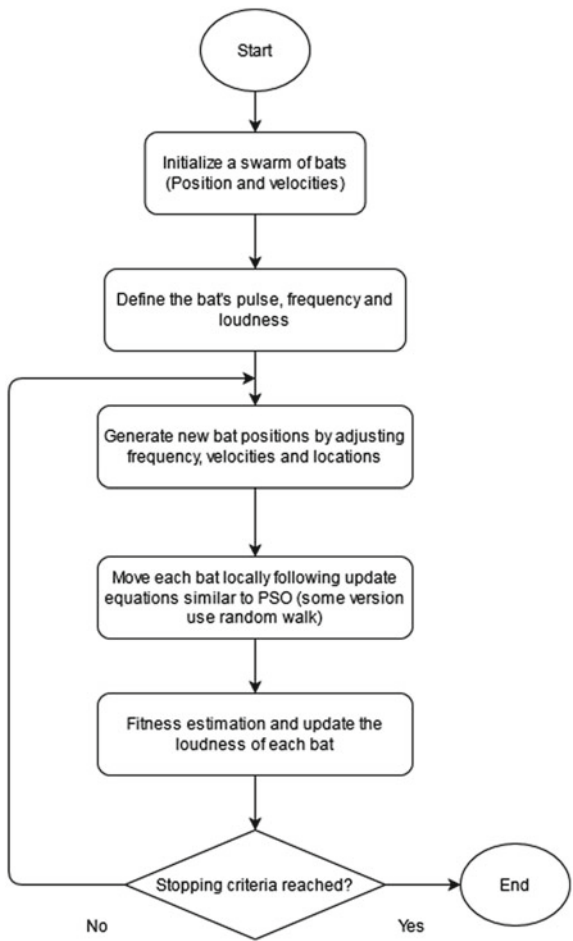 Start
Initialize a swarm of bats
(Position and velocities)
Define the bat's pulse, frequency and
loudness
Generate new bat positions by adjusting
frequency, velocities and locations
Move each bat locally following update
equations similar to PSO (some version
use random walk)
Fitness estimation and update the
loudness of each bat
Stopping criteria reached?
End
No
Yes